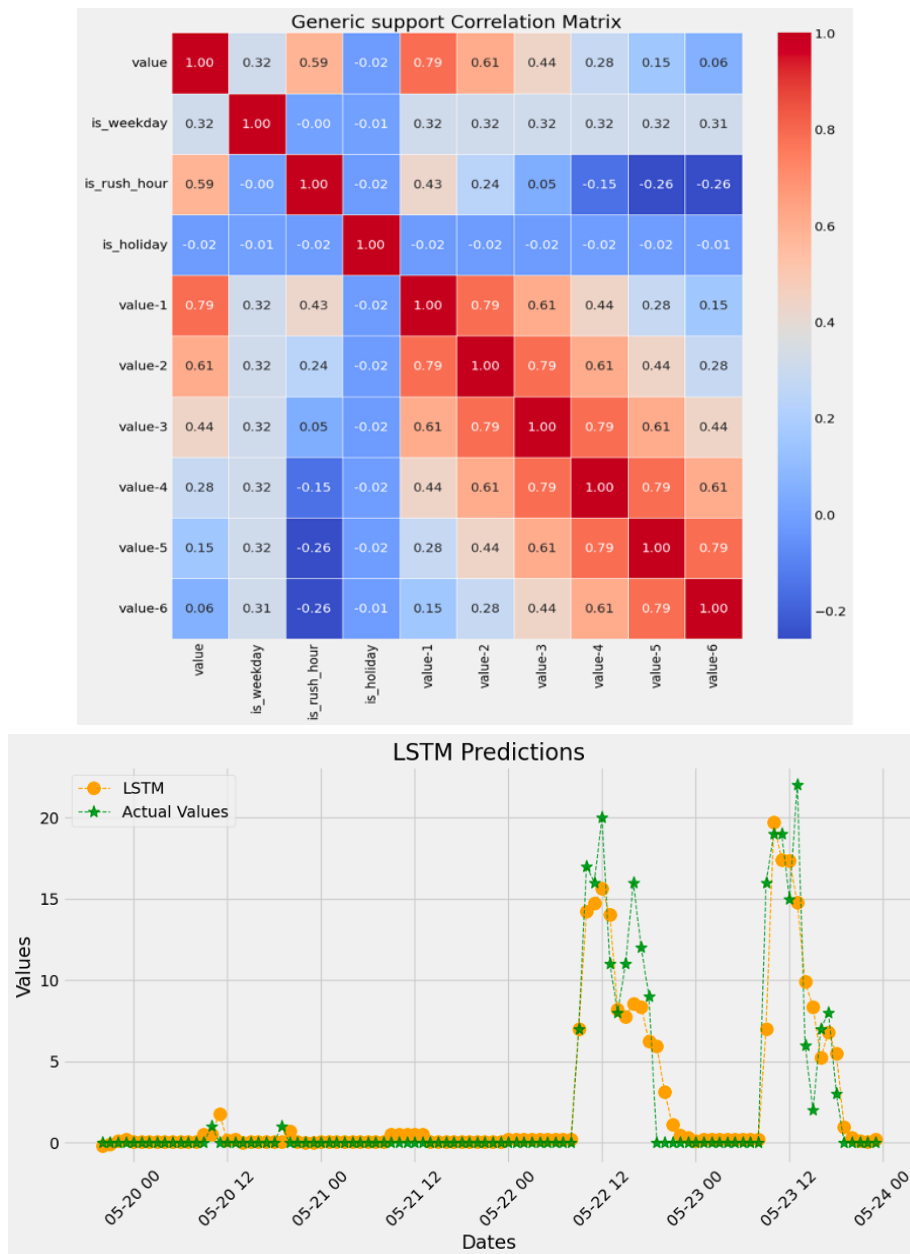 Generic support Correlation Matrix
value 1.00 0.32 0.59 -0.02 0.79 0.61 0.44 0.28 0.15 0.06
is_weekday 0.32 1.00 -0.00 -0.01 0.32 0.32 0.32 0.32 0.32 0.31
is_rush_hour 0.59 -0.00 1.00 -0.02 0.43 0.24 0.05 -0.15 -0.26 -0.26
is_holiday -0.02 -0.01 -0.02 1.00 -0.02 -0.02 -0.02 -0.02 -0.02 -0.01
value-1 0.79 0.32 0.43 -0.02 1.00 0.79 0.61 0.44 0.28 0.15
value-2 0.61 0.32 0.24 -0.02 0.79 1.00 0.79 0.61 0.44 0.28
value-3 0.44 0.32 0.05 -0.02 0.61 0.79 1.00 0.79 0.61 0.44
value-4 0.28 0.32 -0.15 -0.02 0.44 0.61 0.79 1.00 0.79 0.61
value-5 0.15 0.32 -0.26 -0.02 0.28 0.44 0.61 0.79 1.00 0.79
value-6 0.06 0.31 -0.26 -0.01 0.15 0.28 0.44 0.61 0.79 1.00
value is_weekday is_rush_hour is_holiday value-1 value-2 value-3 value-4 value-5 value-6
1.0
0.8
0.6
0.4
0.2
0.0
−0.2
LSTM Predictions
LSTM
Actual Values
Values
20
15
10
5
0
05-20 00 05-20 12 05-21 00 05-21 12 05-22 00 05-22 12 05-23 00 05-23 12 05-24 00
Dates